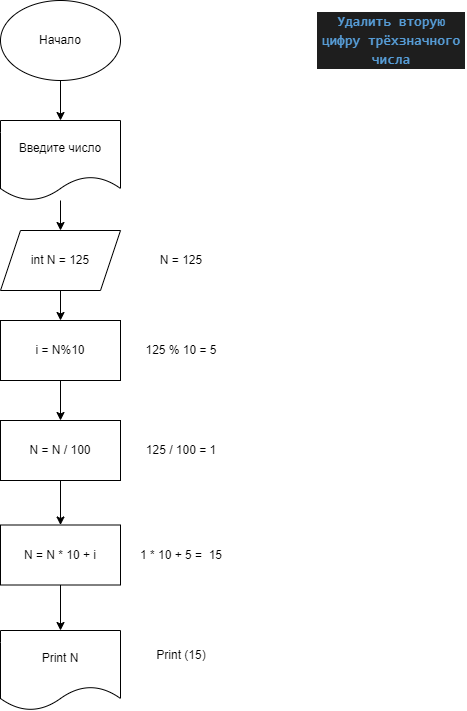 Начало
Удалить вторую
цифру трёхзначного
числа
Введите число
int N = 125
N = 125
i = N%10
125 % 10 = 5
N = N / 100
125 / 100 = 1
N = N * 10 + i
1 * 10 + 5 = 15
Print N
Print (15)